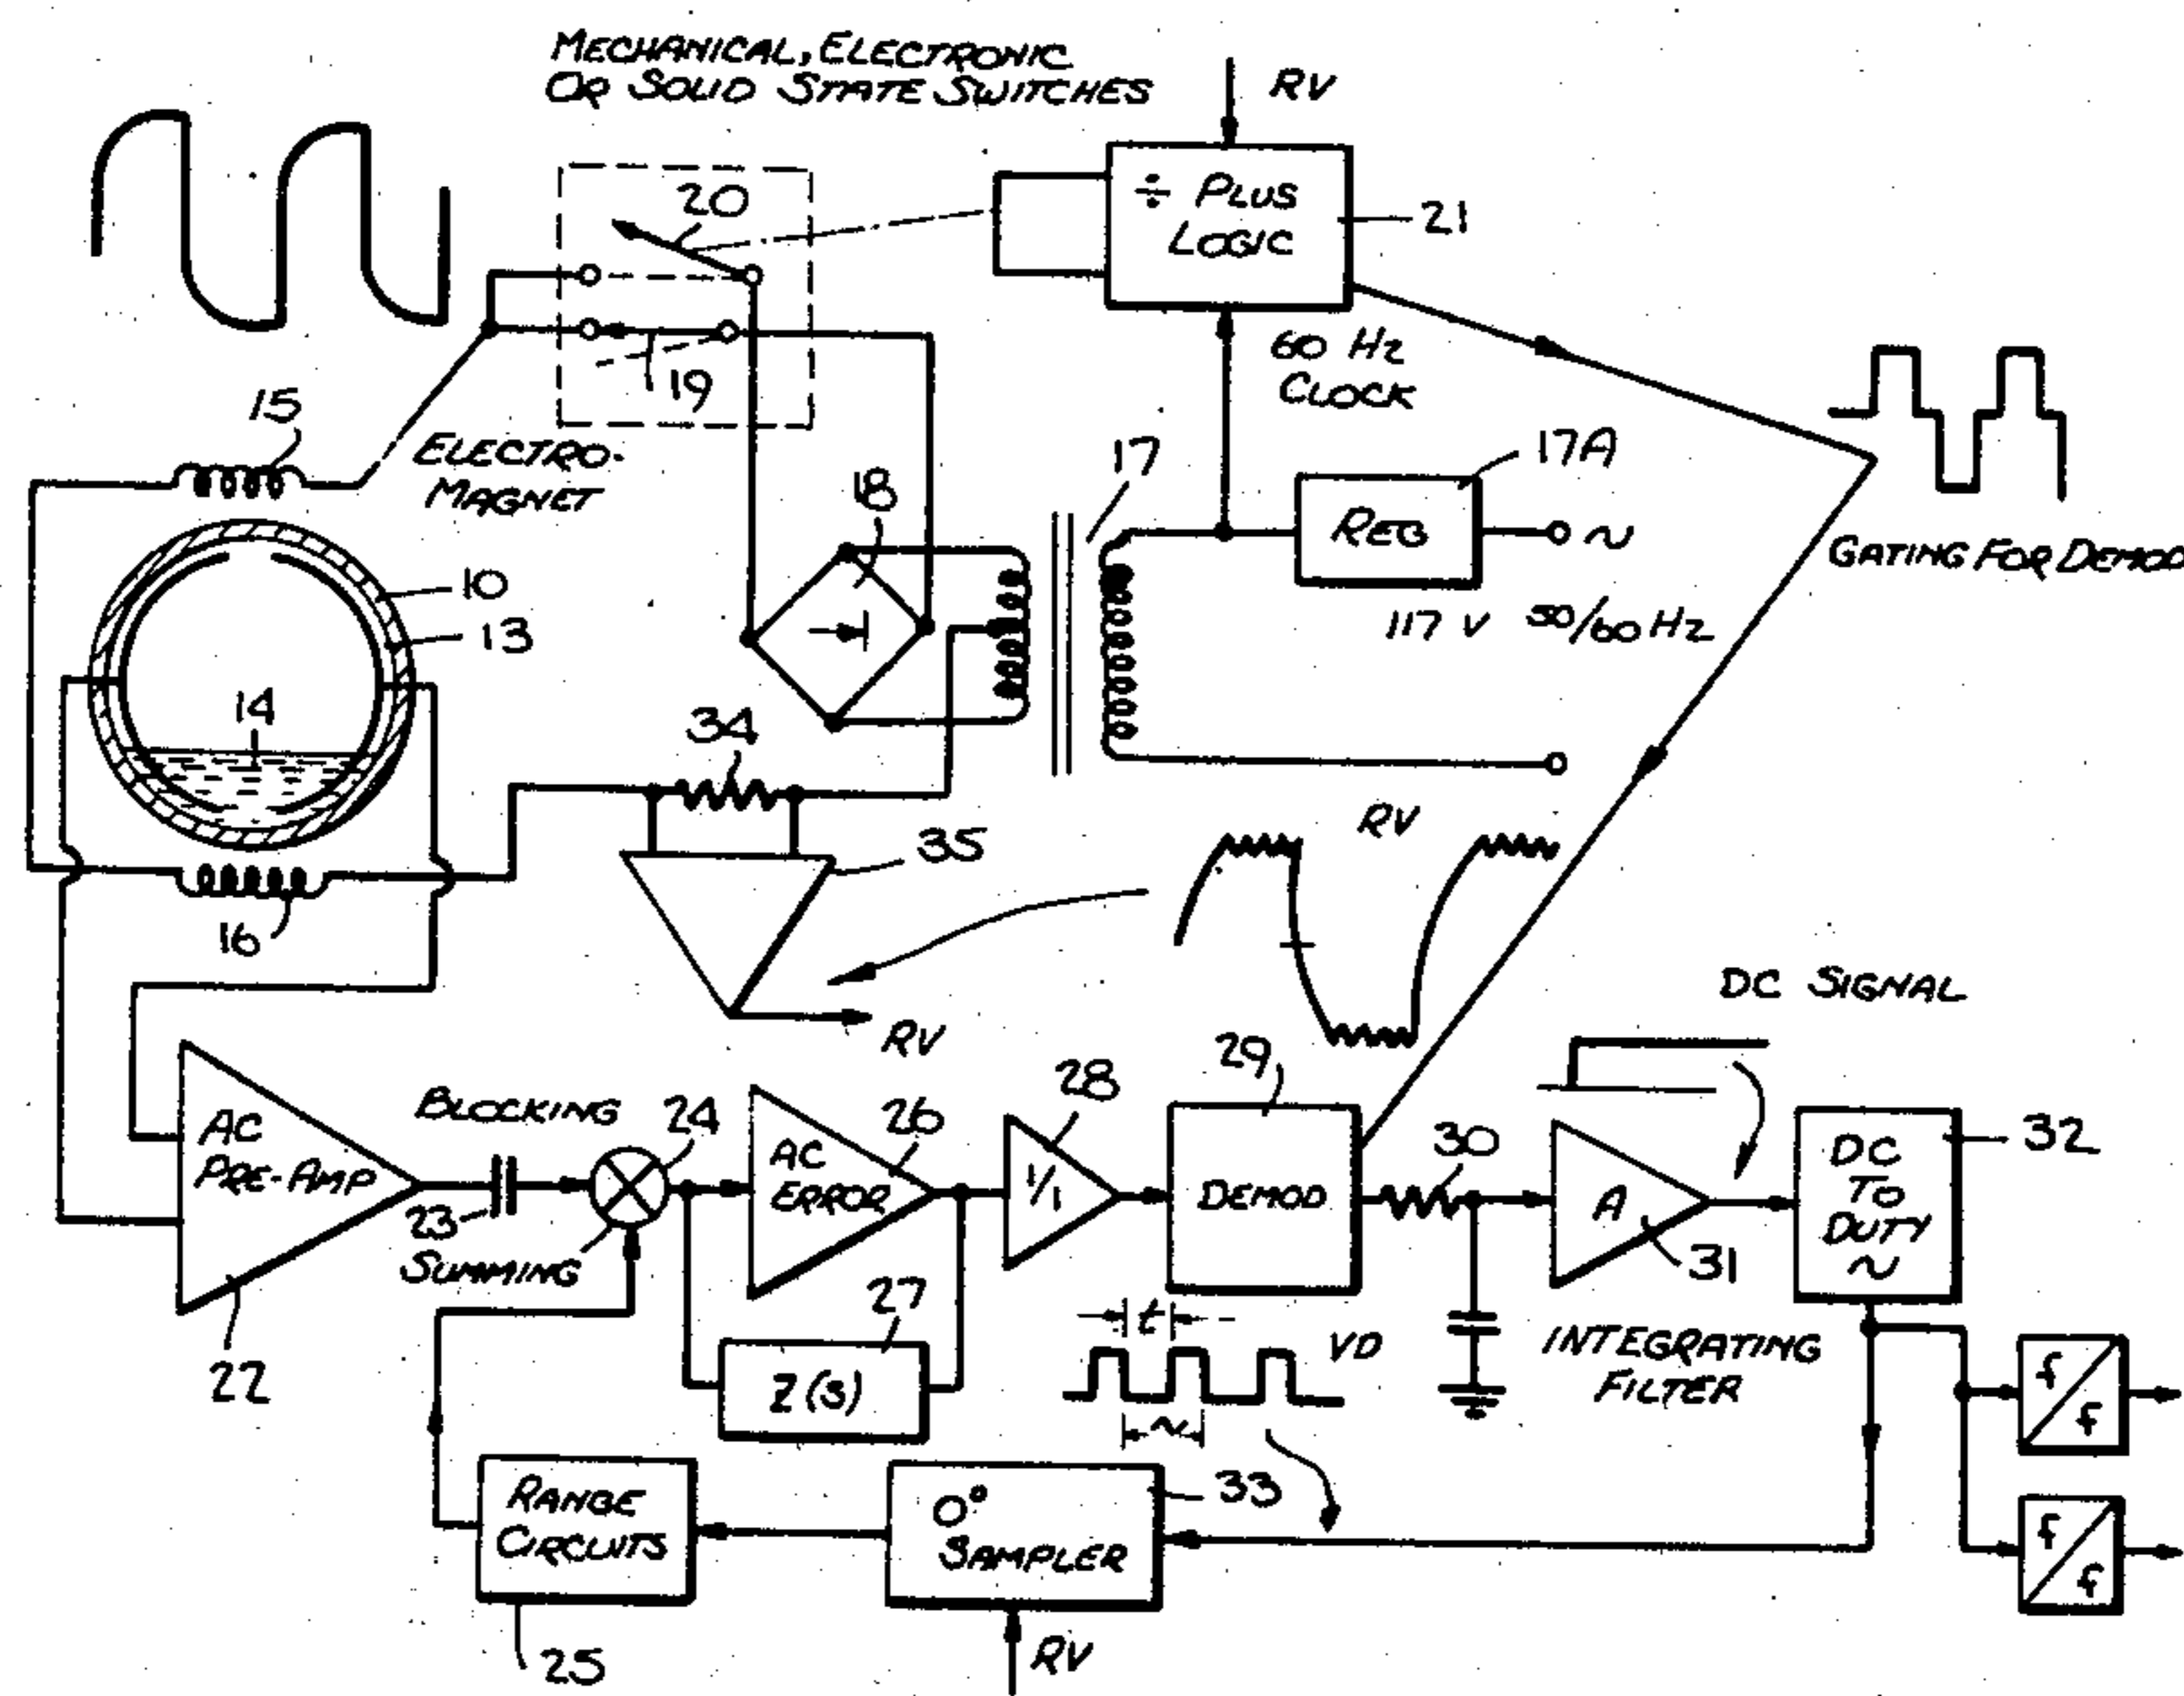 MECHANICAL, ELECTRONIC
OR SOLID STATE SWITCHES
RV
20
÷ PLUS
LOGIC
21
19
60 Hz
CLOCK
15
ELECTRO-
MAGNET
17
17A
18
REG
~
GATING FOR DEMOD
10
117 V 50/60 Hz
13
14
34
RV
35
16
DC SIGNAL
RV
29
28
BLOCKING
24
26
32
AC
PRE-AMP
AC
ERROR
1/1
DEMOD
30
A
DC
TO
DUTY
~
23
SUMMING
31
27
t
VD
INTEGRATING
FILTER
22
Z(s)
f
f
~
RANGE
CIRCUITS
0°
SAMPLER
33
f
f
25
RV